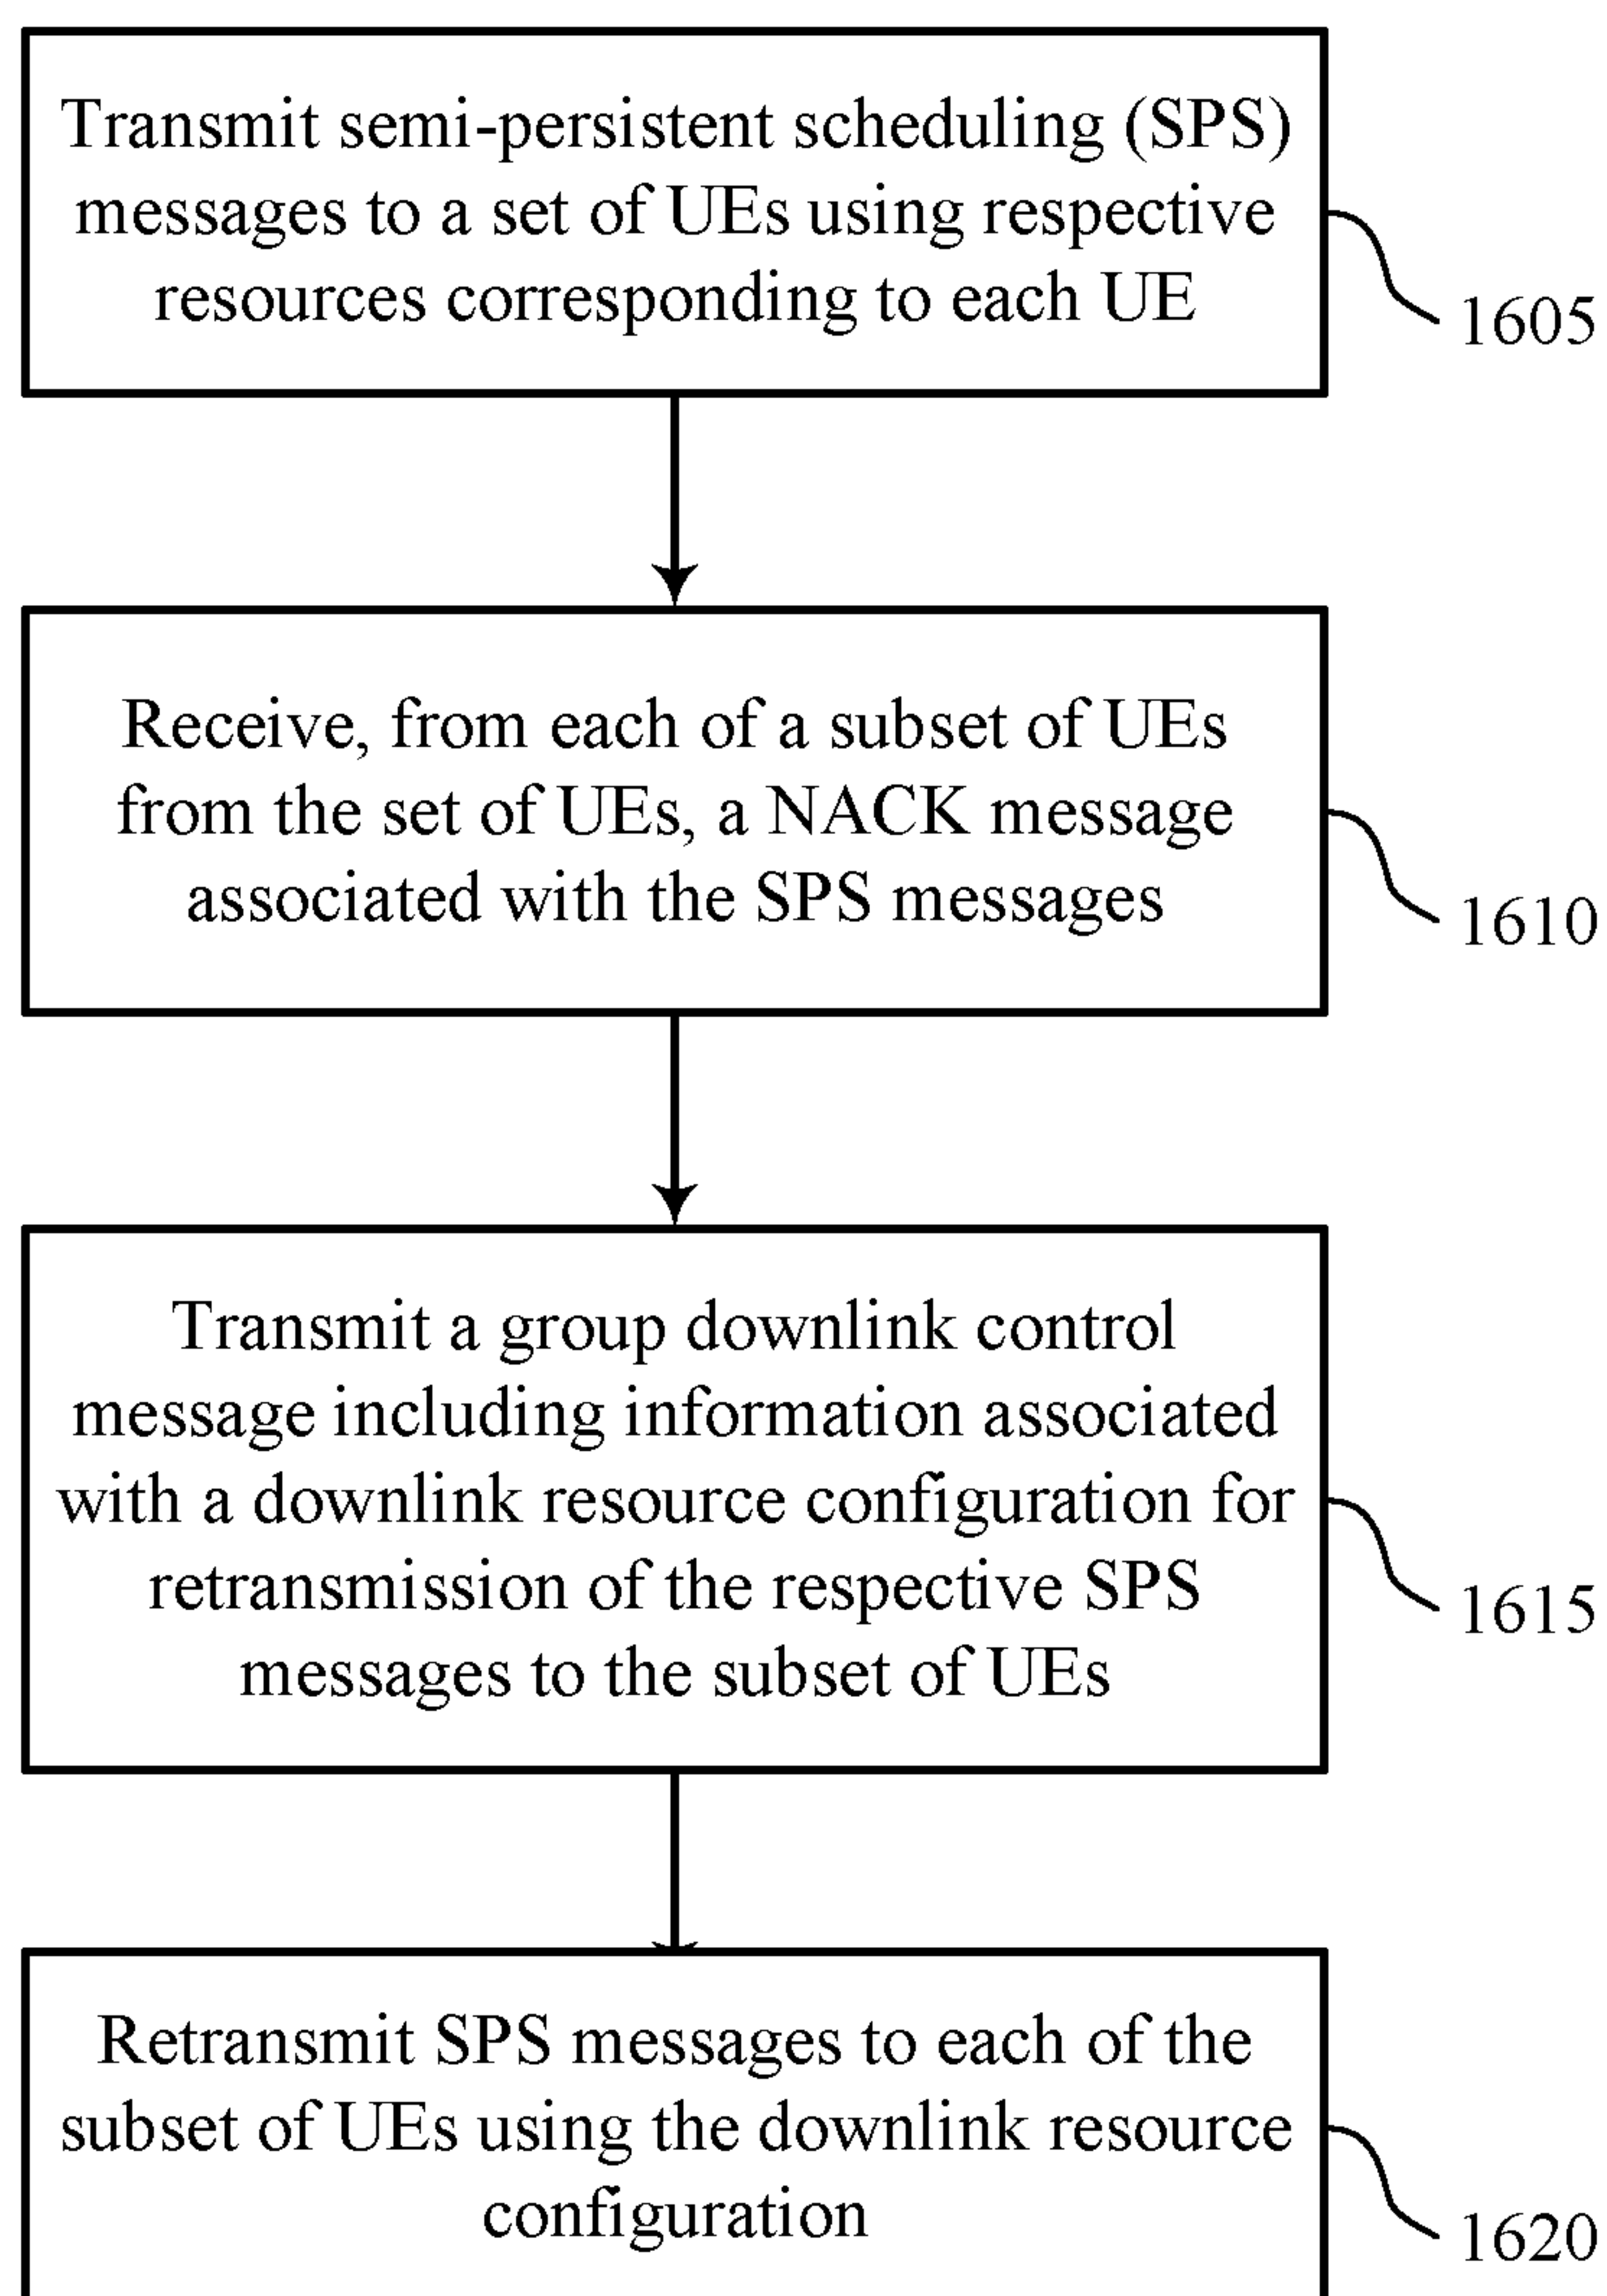 Transmit semi-persistent scheduling (SPS)
messages to a set of UEs using respective
resources corresponding to each UE
1605
Receive, from each of a subset of UEs
from the set of UEs, a NACK message
associated with the SPS messages
1610
Transmit a group downlink control
message including information associated
with a downlink resource configuration for
retransmission of the respective SPS
messages to the subset of UEs
1615
Retransmit SPS messages to each of the
subset of UEs using the downlink resource
configuration
1620